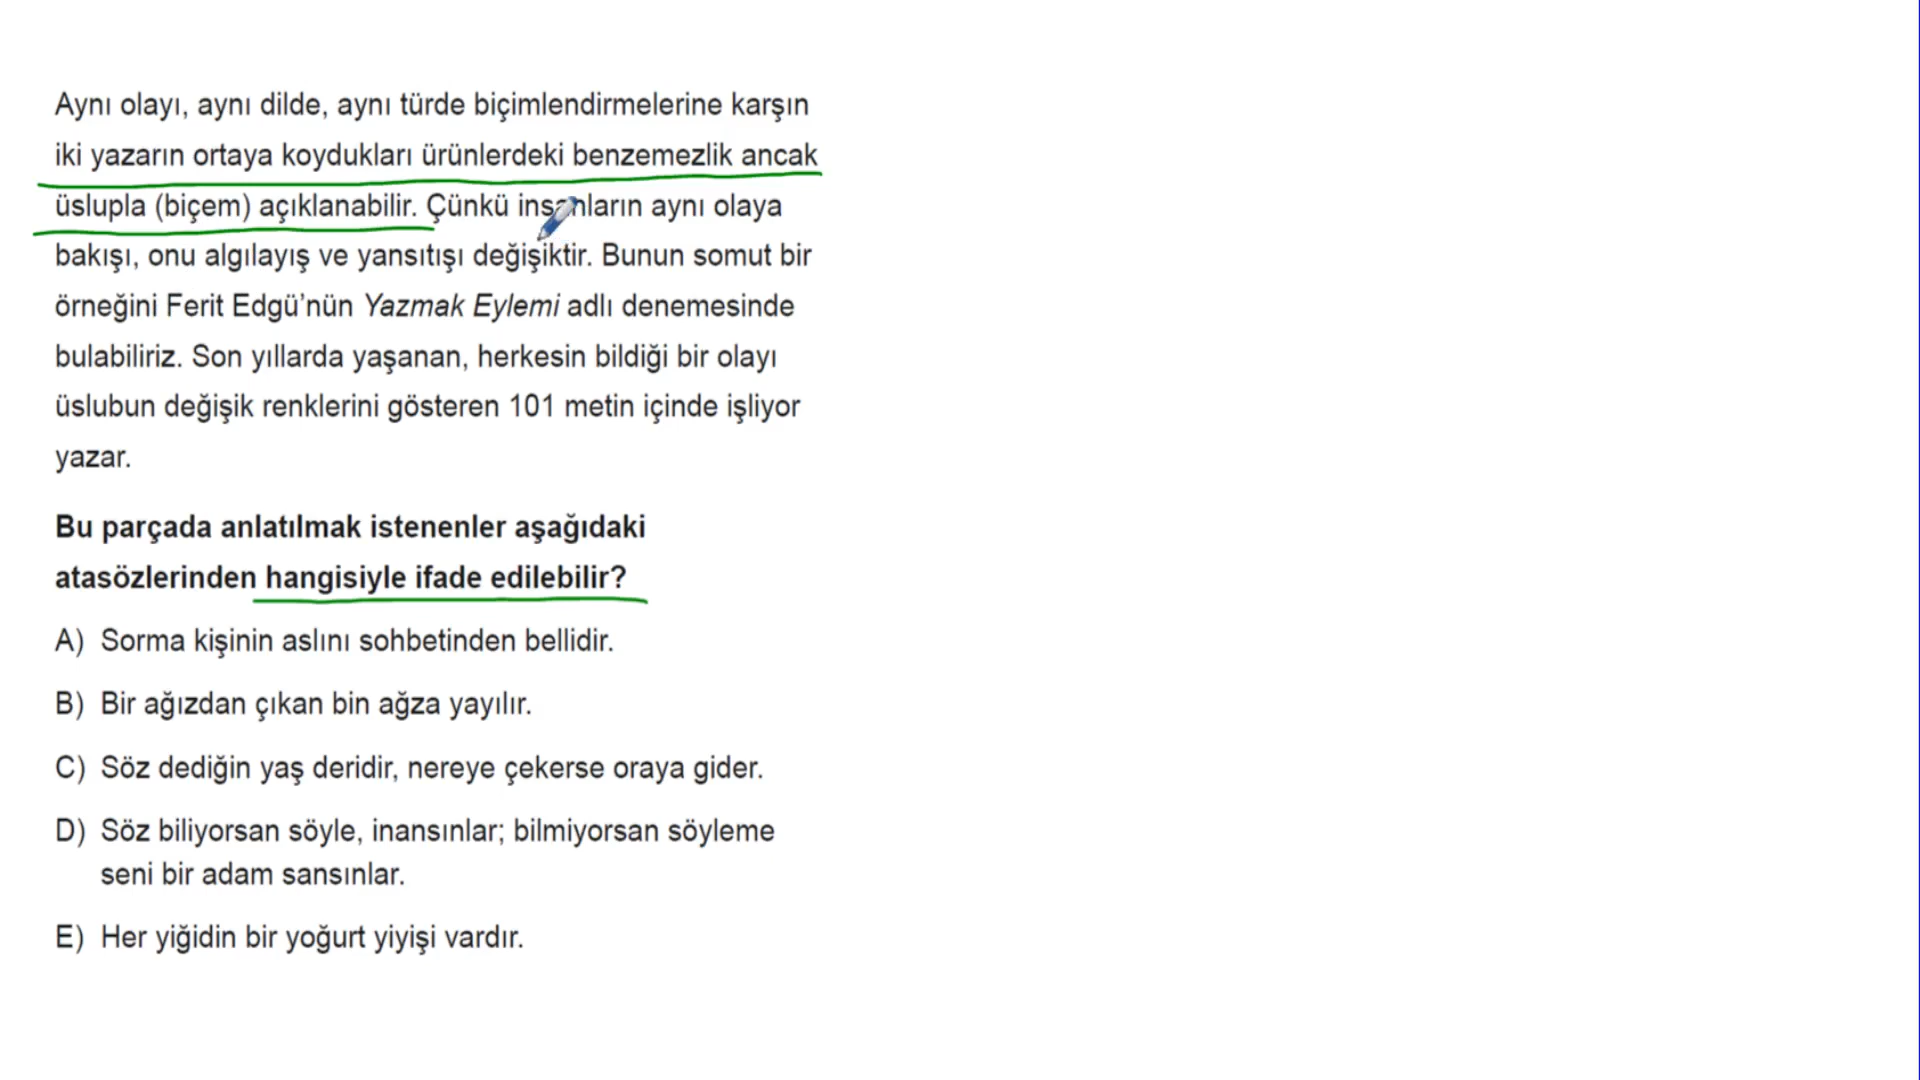 Aynı olayı, aynı dilde, aynı türde biçimlendirmelerine karşın
iki yazarın ortaya koydukları ürünlerdeki benzemezlik ancak
üslupla (biçem) açıklanabilir. Çünkü insanların aynı olaya
bakışı, onu algılayış ve yansıtışı değişiktir. Bunun somut bir
örneğini Ferit Edgü’nün Yazmak Eylemi adlı denemesinde
bulabiliriz. Son yıllarda yaşanan, herkesin bildiği bir olayı
üslubun değişik renklerini gösteren 101 metin içinde işliyor
yazar.
Bu parçada anlatılmak istenenler aşağıdaki
atasözlerinden hangisiyle ifade edilebilir?
A) Sorma kişinin aslını sohbetinden bellidir.
B) Bir ağızdan çıkan bin ağza yayılır.
C) Söz dediğin yaş deridir, nereye çekerse oraya gider.
D) Söz biliyorsan söyle, inansınlar; bilmiyorsan söyleme
seni bir adam sansınlar.
E) Her yiğidin bir yoğurt yiyişi vardır.